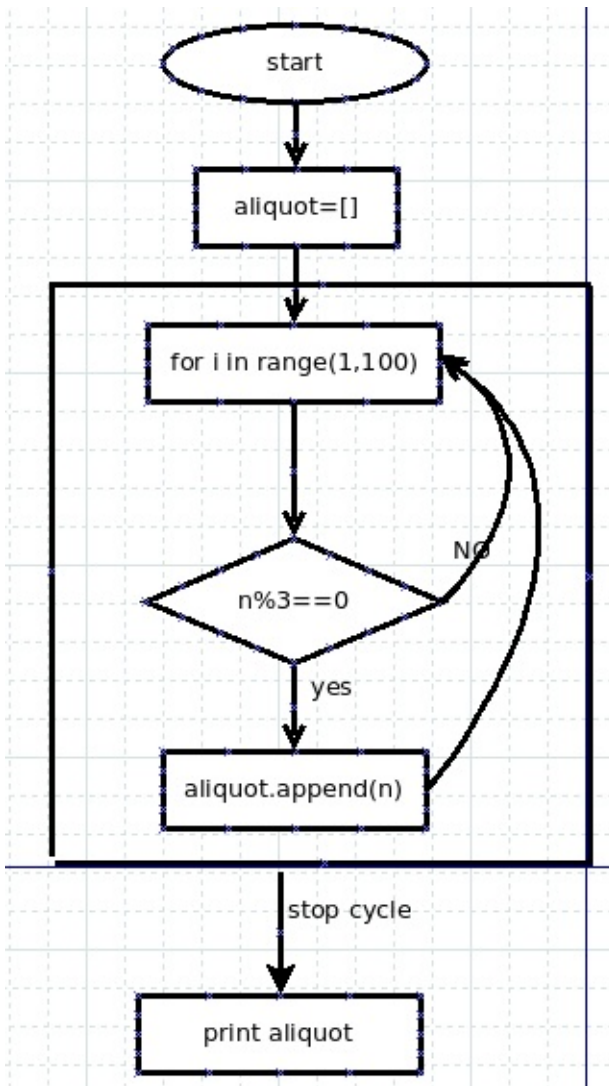 start
aliquot=[]
for i in range(1,100)
NO
n%3==0
yes
aliquot.append(n)
stop cycle
print aliquot